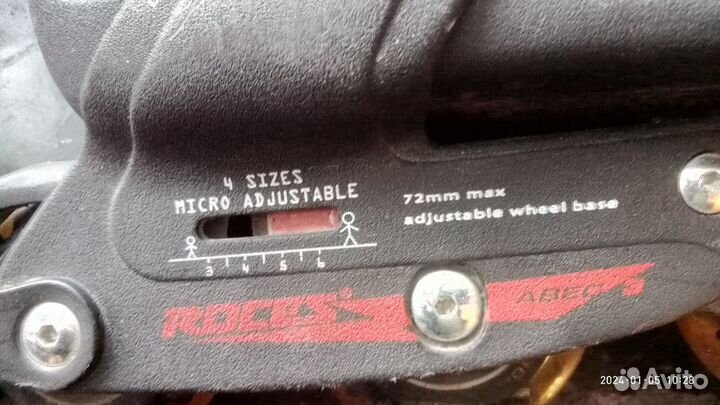 4 SIZES
MICRO ADJUSTABLE
72mm max
adjustable wheel base
3 4 5 6
ROCES
ABEC 5
2024-01-05 10:28
Avito